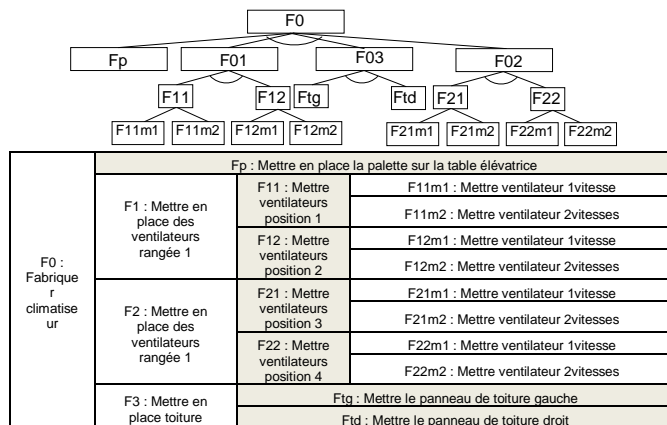 F0
Fp
F01
F03
F02
F11
F12
Ftg
Ftd
F21
F22
F11m1
F11m2
F12m1
F12m2
F21m1
F21m2
F22m1
F22m2
F0 :
Fabrique
r
climatise
ur
Fp : Mettre en place la palette sur la table élévatrice
F1 : Mettre en
place des
ventilateurs
rangée 1
F11 : Mettre
ventilateurs
position 1
F11m1 : Mettre ventilateur 1vitesse
F11m2 : Mettre ventilateur 2vitesses
F12 : Mettre
ventilateurs
position 2
F12m1 : Mettre ventilateur 1vitesse
F12m2 : Mettre ventilateur 2vitesses
F2 : Mettre en
place des
ventilateurs
rangée 1
F21 : Mettre
ventilateurs
position 3
F21m1 : Mettre ventilateur 1vitesse
F21m2 : Mettre ventilateur 2vitesses
F22 : Mettre
ventilateurs
position 4
F22m1 : Mettre ventilateur 1vitesse
F22m2 : Mettre ventilateur 2vitesses
F3 : Mettre en
place toiture
Ftg : Mettre le panneau de toiture gauche
Ftd : Mettre le panneau de toiture droit